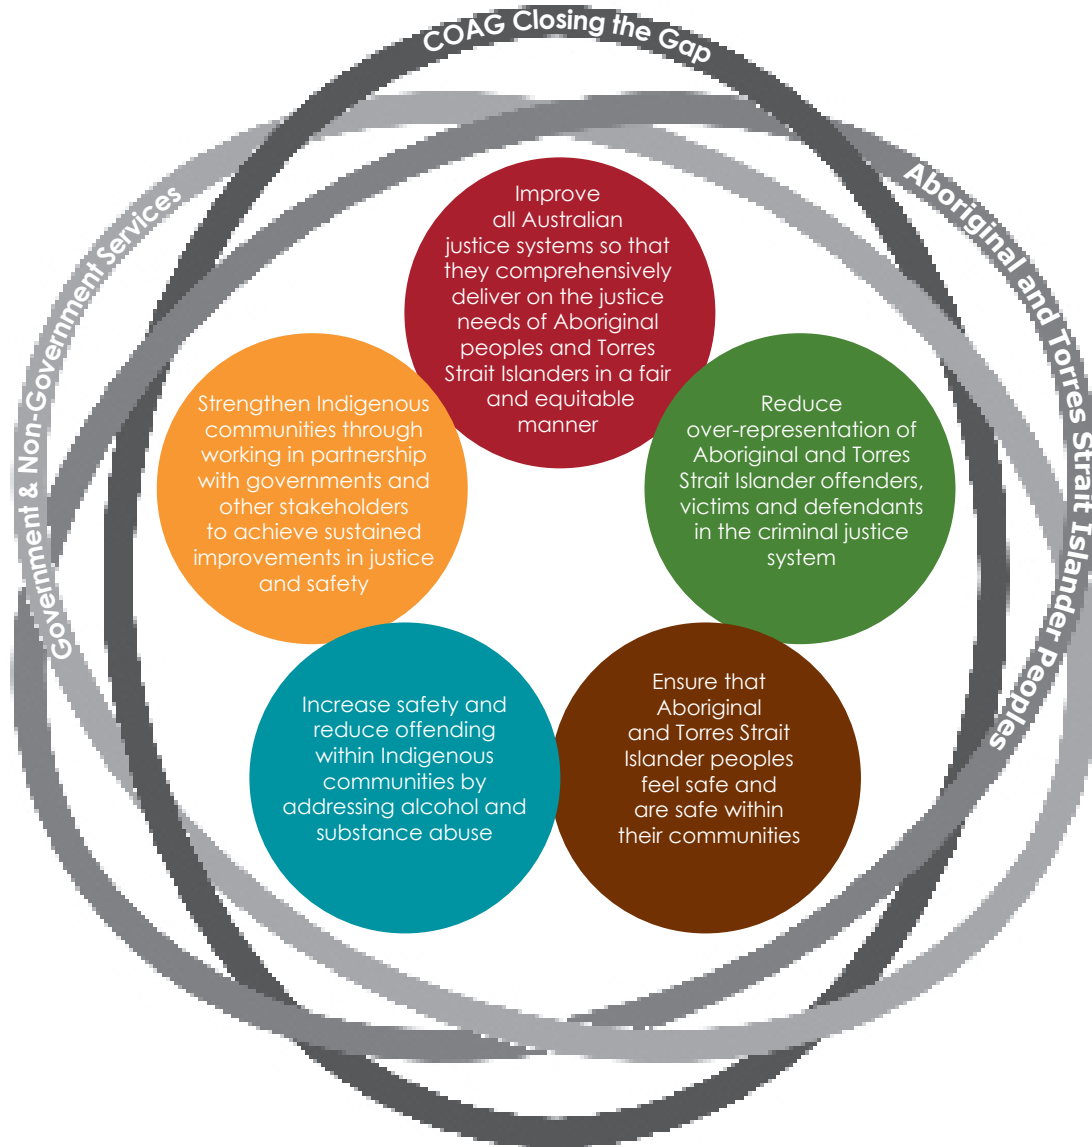 COAG Closing the Gap
Government & Non-Government Services
Aboriginal and Torres Strait Islander Peoples
Improve
all Australian
justice systems so that
they comprehensively
deliver on the justice
needs of Aboriginal
peoples and Torres
Strait Islanders in a fair
and equitable
manner
Strengthen Indigenous
communities through
working in partnership
with governments and
other stakeholders
to achieve sustained
improvements in justice
and safety
Reduce
over-representation of
Aboriginal and Torres
Strait Islander offenders,
victims and defendants
in the criminal justice
system
Increase safety and
reduce offending
within Indigenous
communities by
addressing alcohol and
substance abuse
Ensure that
Aboriginal
and Torres Strait
Islander peoples
feel safe and
are safe within
their communities